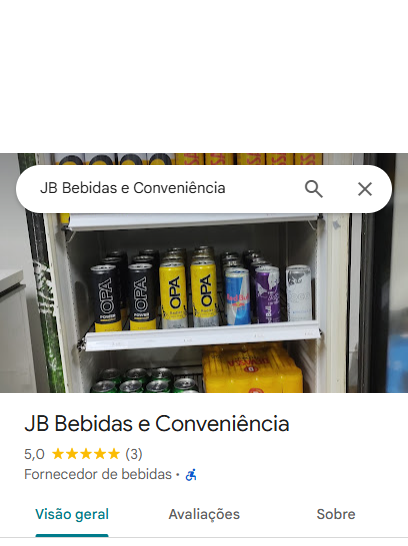 JB Bebidas e Conveniência
OPA
OPA
OPA
OPA
JB Bebidas e Conveniência
5,0 (3)
Fornecedor de bebidas ·
Visão geral
Avaliações
Sobre